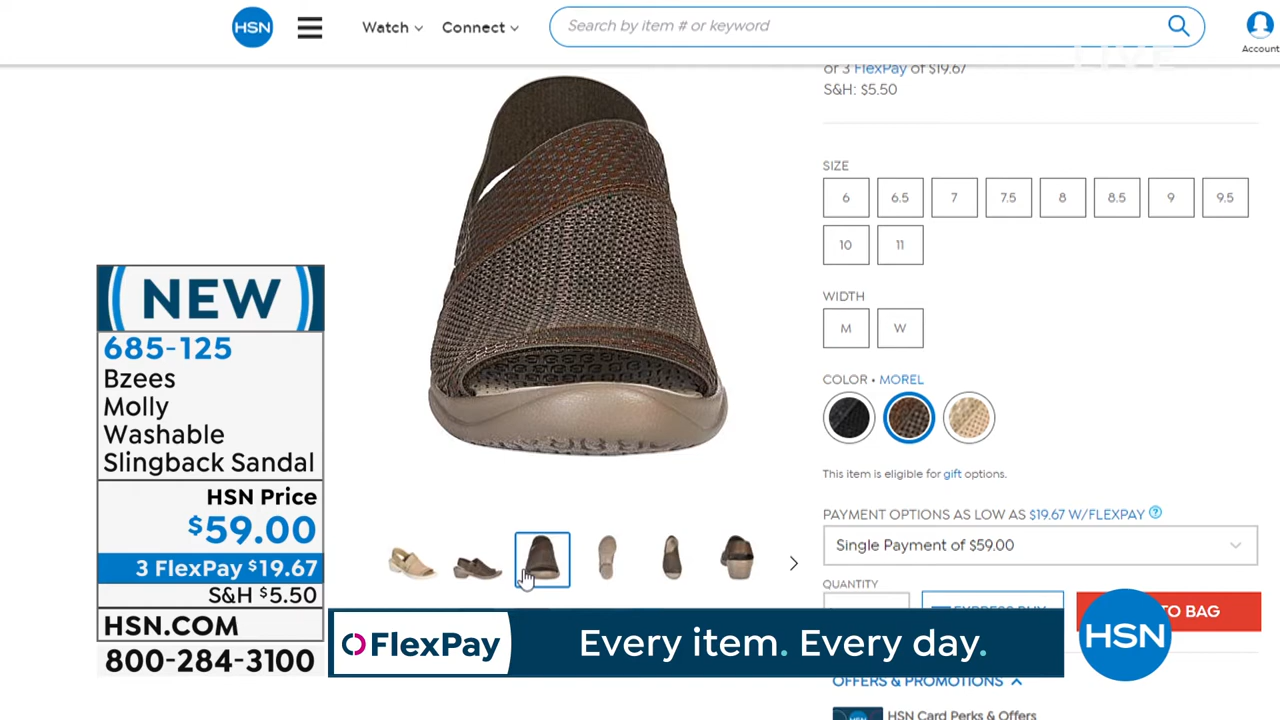 HSN
Watch
Connect
Search by item # or keyword
Account
LIVE
or 3 FlexPay of $19.67
S&H: $5.50
SIZE
6 6.5 7 7.5 8 8.5 9 9.5
10 11
WIDTH
M W
COLOR • MOREL
This item is eligible for gift options.
PAYMENT OPTIONS AS LOW AS $19.67 W/FLEXPAY ?
Single Payment of $59.00
QUANTITY
EXPRESS BUY
TO BAG
OFFERS & PROMOTIONS
HSN Card Perks & Offers
NEW
685-125
Bzees
Molly
Washable
Slingback Sandal
HSN Price
$59.00
3 FlexPay $19.67
S&H $5.50
HSN.COM
800-284-3100
FlexPay
Every item. Every day.
HSN